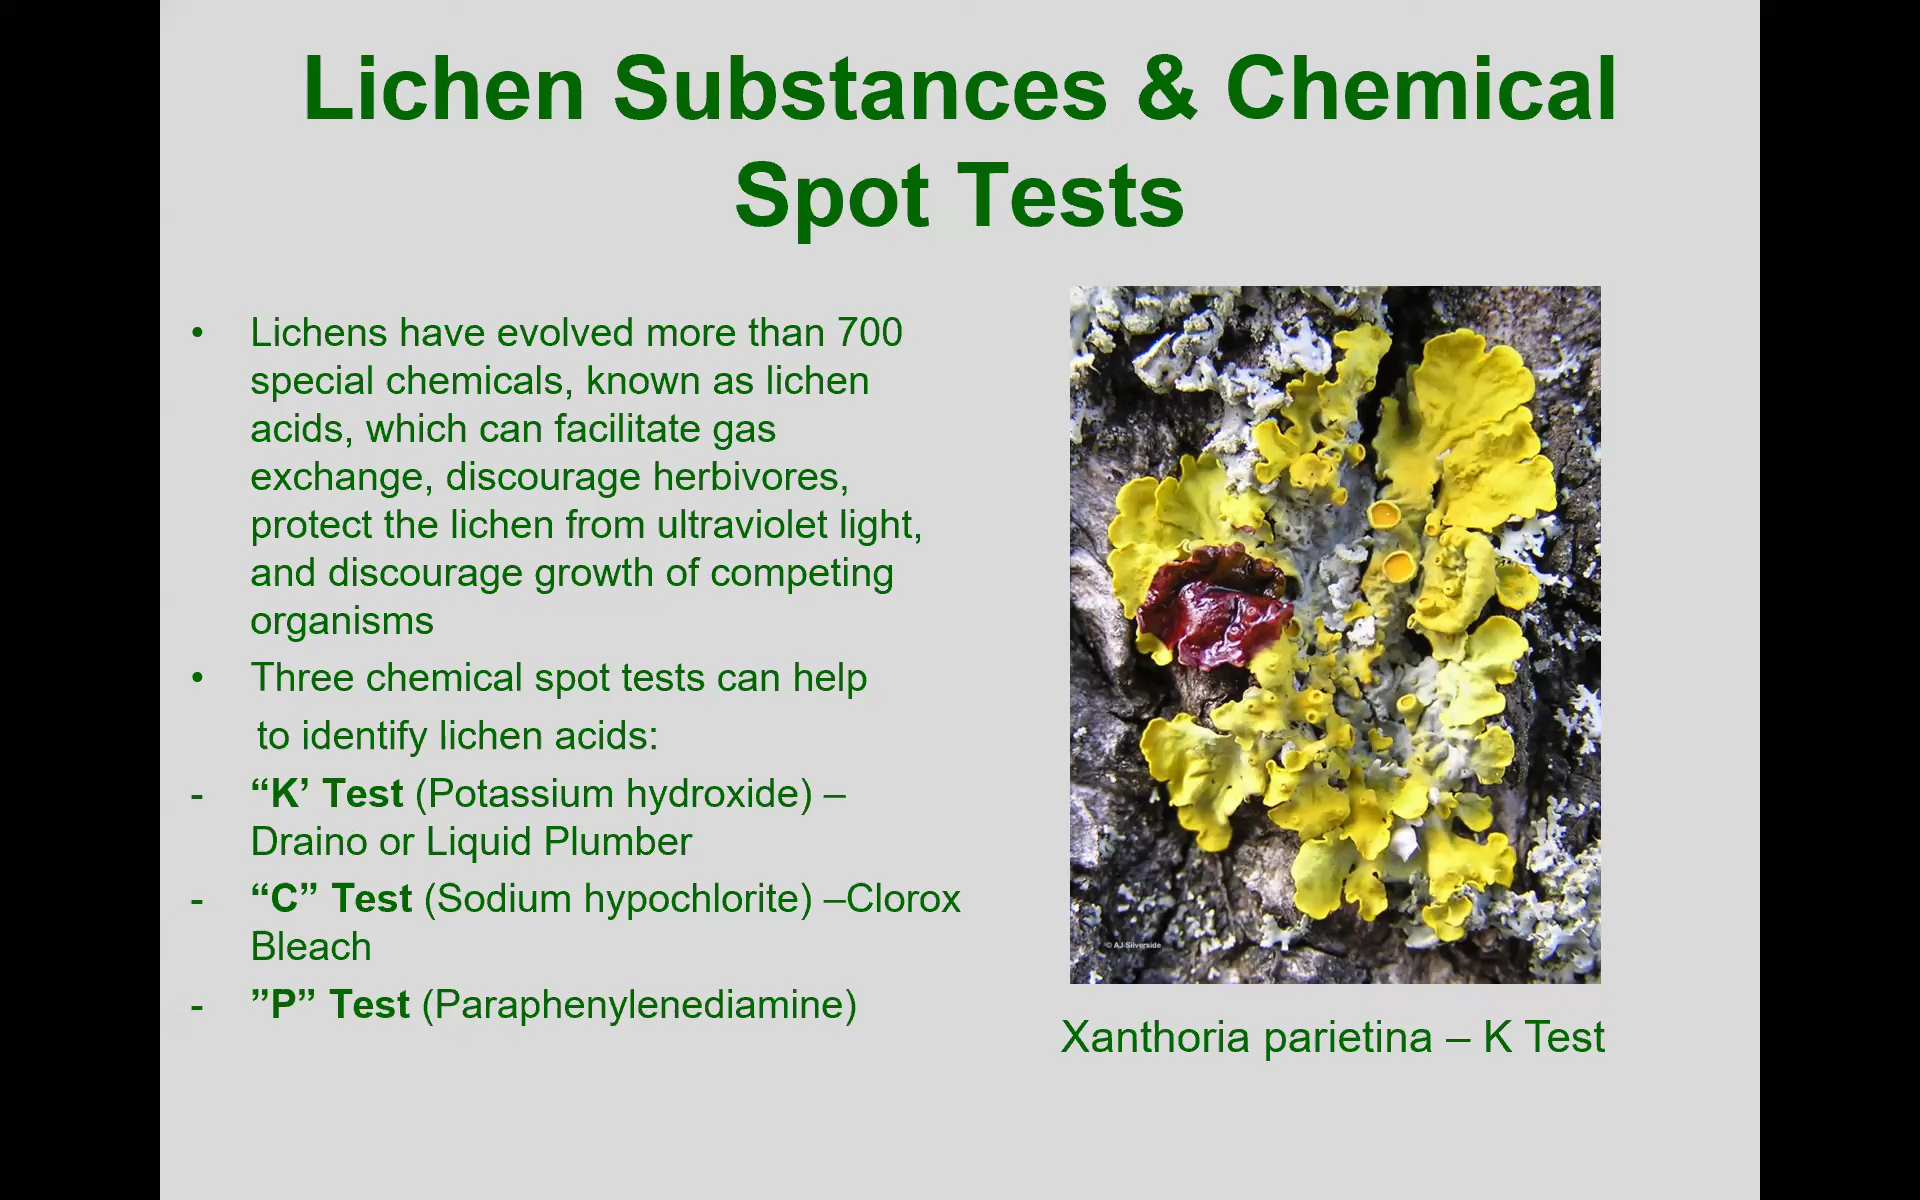 Lichen Substances & Chemical
Spot Tests
• Lichens have evolved more than 700
special chemicals, known as lichen
acids, which can facilitate gas
exchange, discourage herbivores,
protect the lichen from ultraviolet light,
and discourage growth of competing
organisms
• Three chemical spot tests can help
to identify lichen acids:
- “K’ Test (Potassium hydroxide) –
Draino or Liquid Plumber
- “C” Test (Sodium hypochlorite) –Clorox
Bleach
- ”P” Test (Paraphenylenediamine)
© AJ Silverside
Xanthoria parietina – K Test